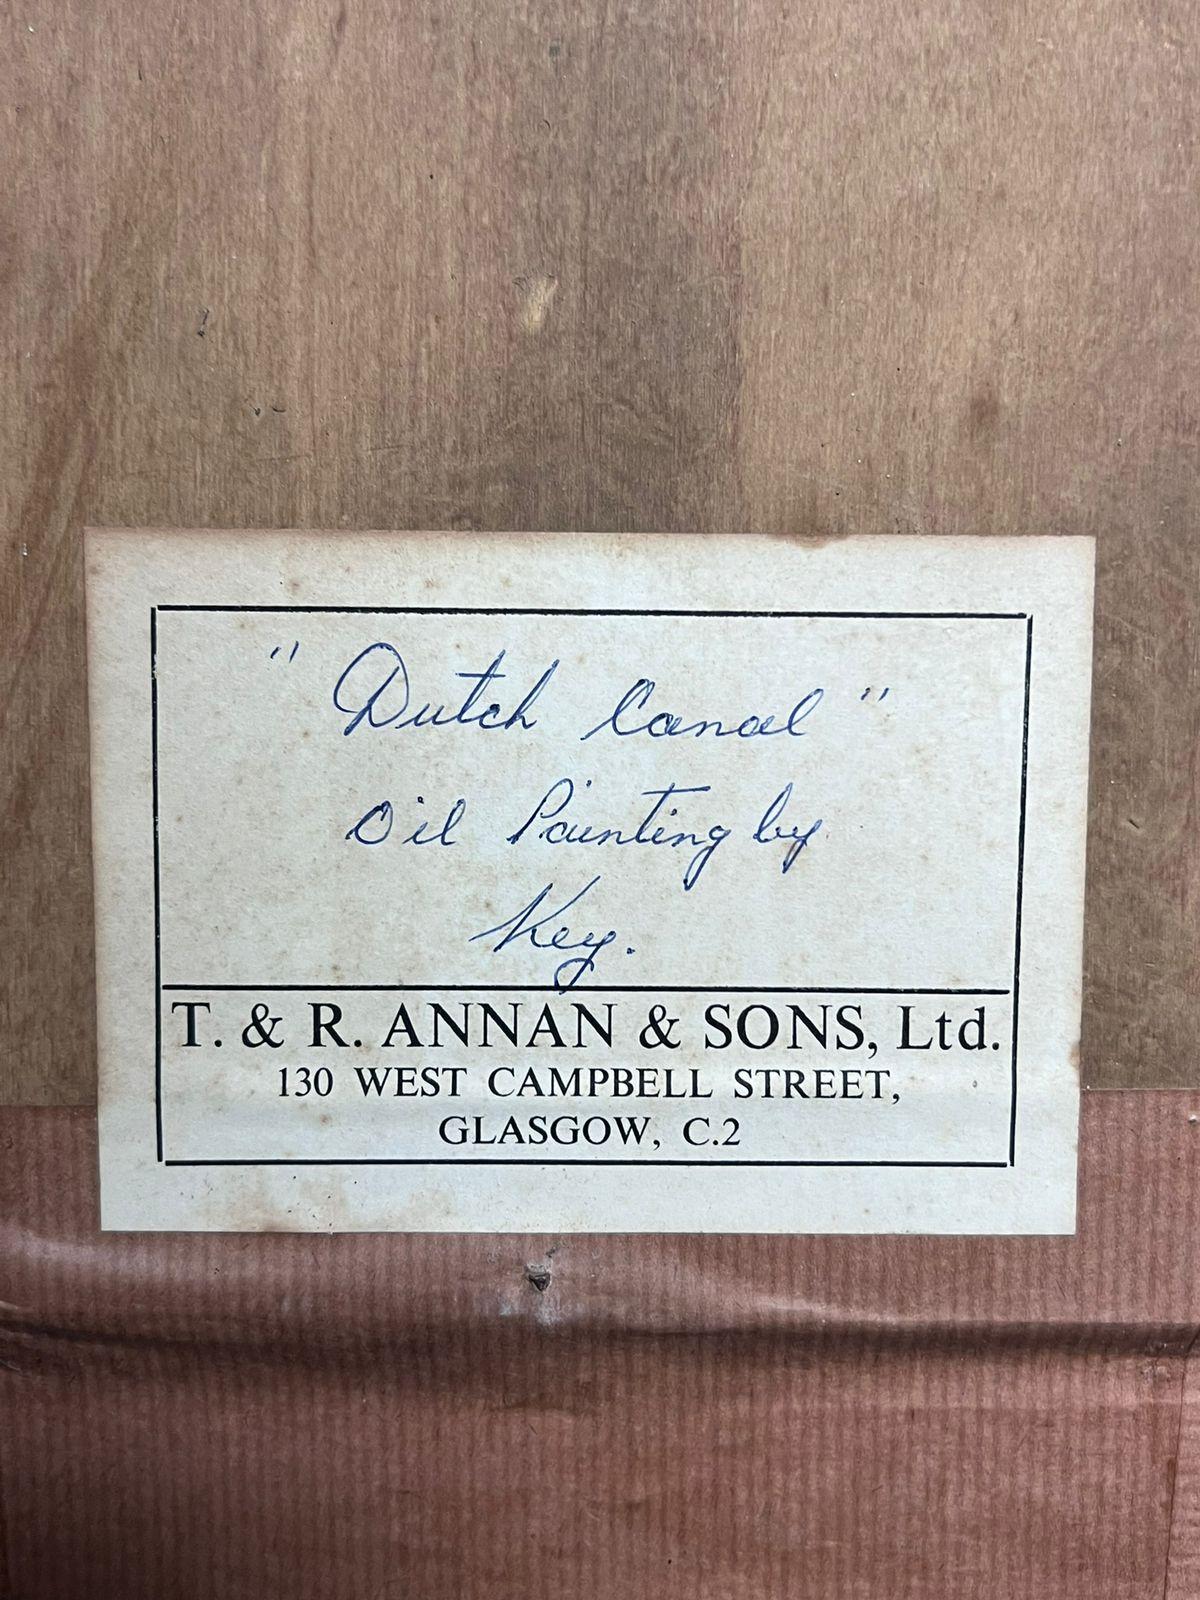 "Dutch Canal"
Oil Painting by
Key.
T. & R. ANNAN & SONS, Ltd.
130 WEST CAMPBELL STREET,
GLASGOW, C.2